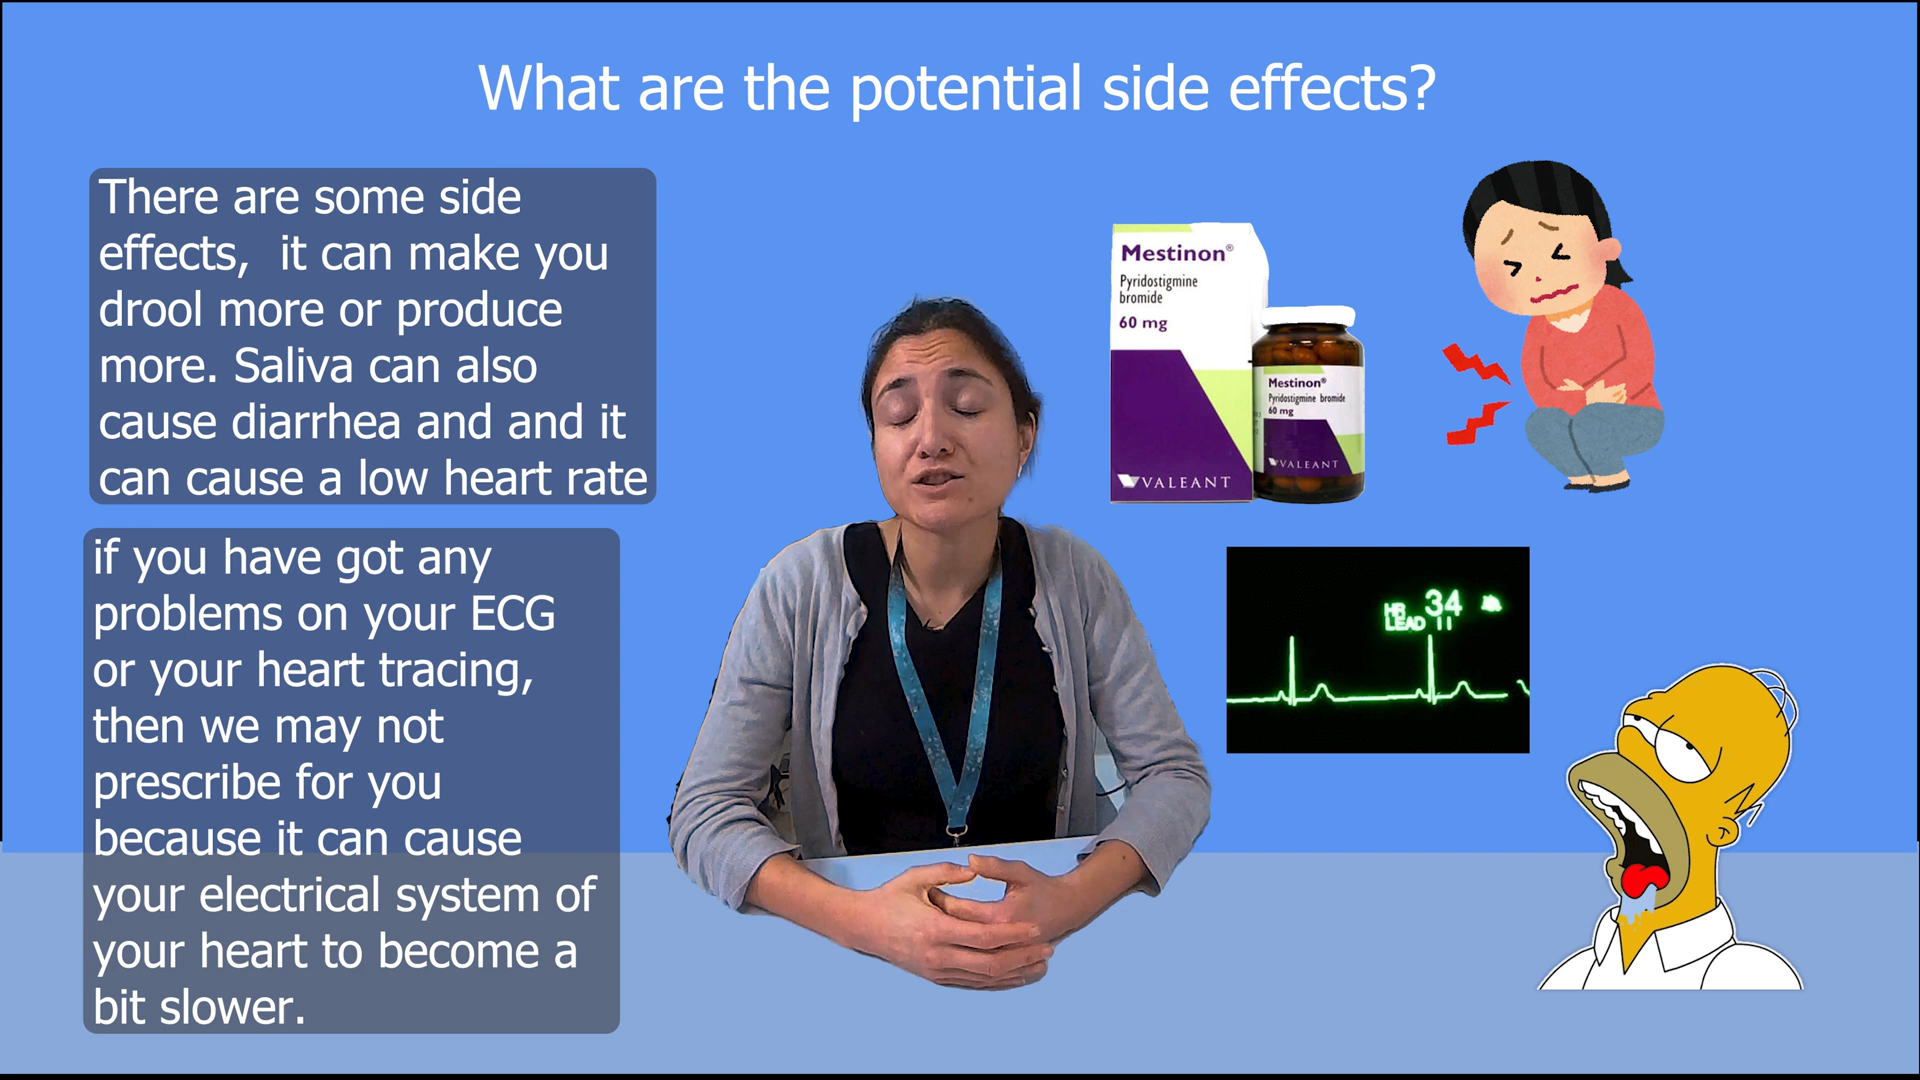 What are the potential side effects?
There are some side
effects,  it can make you
drool more or produce
more. Saliva can also
cause diarrhea and and it
can cause a low heart rate
if you have got any
problems on your ECG
or your heart tracing,
then we may not
prescribe for you
because it can cause
your electrical system of
your heart to become a
bit slower.
Mestinon®
Pyridostigmine
bromide
60 mg
VALEANT
Mestinon®
Pyridostigmine bromide
60 mg
VALEANT
HR 34
LEAD II